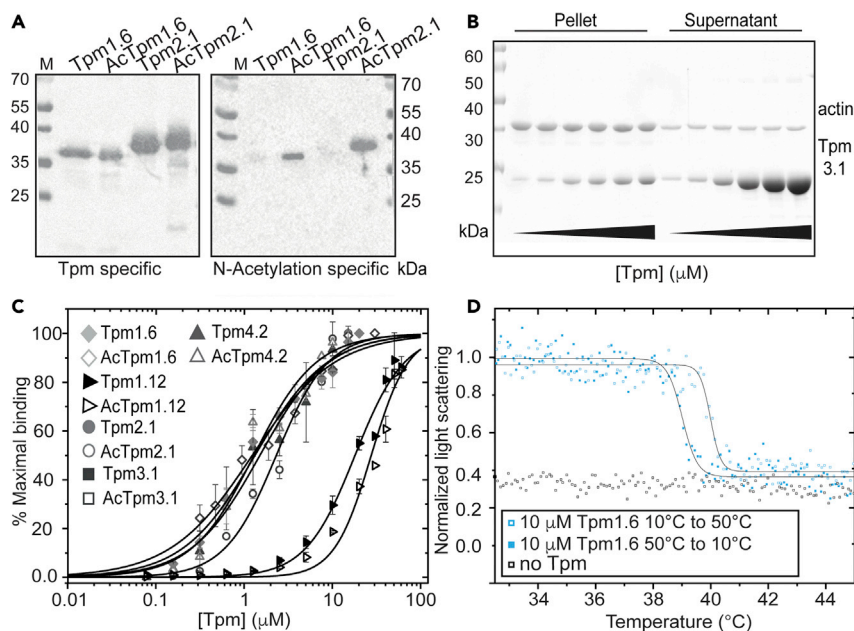 A
Tpm1.6
AcTpm1.6
Tpm2.1
AcTpm2.1
M
70
55
40
35
25
Tpm specific
Tpm1.6
AcTpm1.6
Tpm2.1
AcTpm2.1
M
70
55
40
35
25
N-Acetylation specific kDa
B
Pellet
Supernatant
60
50
40
30
25
kDa
actin
Tpm
3.1
[Tpm] (μM)
C
% Maximal binding
100
80
60
40
20
0.0
Tpm1.6
AcTpm1.6
Tpm1.12
AcTpm1.12
Tpm2.1
AcTpm2.1
Tpm3.1
AcTpm3.1
Tpm4.2
AcTpm4.2
0.01 0.1 1 10 100
[Tpm] (μM)
D
Normalized light scattering
1.0
0.8
0.6
0.4
0.2
0.0
10 μM Tpm1.6 10°C to 50°C
10 μM Tpm1.6 50°C to 10°C
no Tpm
34 36 38 40 42 44
Temperature (°C)